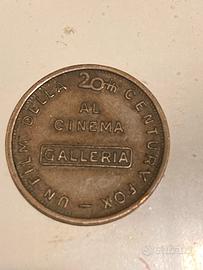 UN FILM DELLA 20th CENTURY FOX —
AL
CINEMA
GALLERIA